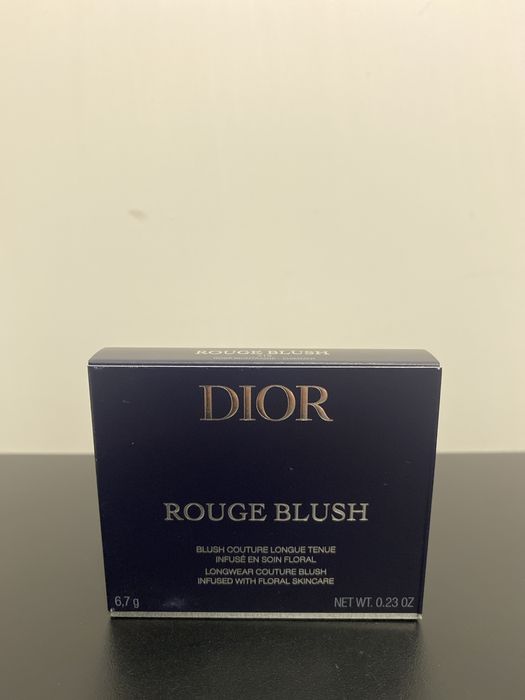 ROUGE BLUSH
DIOR
ROUGE BLUSH
BLUSH COUTURE LONGUE TENUE
INFUSÉ EN SOIN FLORAL
LONGWEAR COUTURE BLUSH
INFUSED WITH FLORAL SKINCARE
6,7 g NET WT. 0.23 OZ